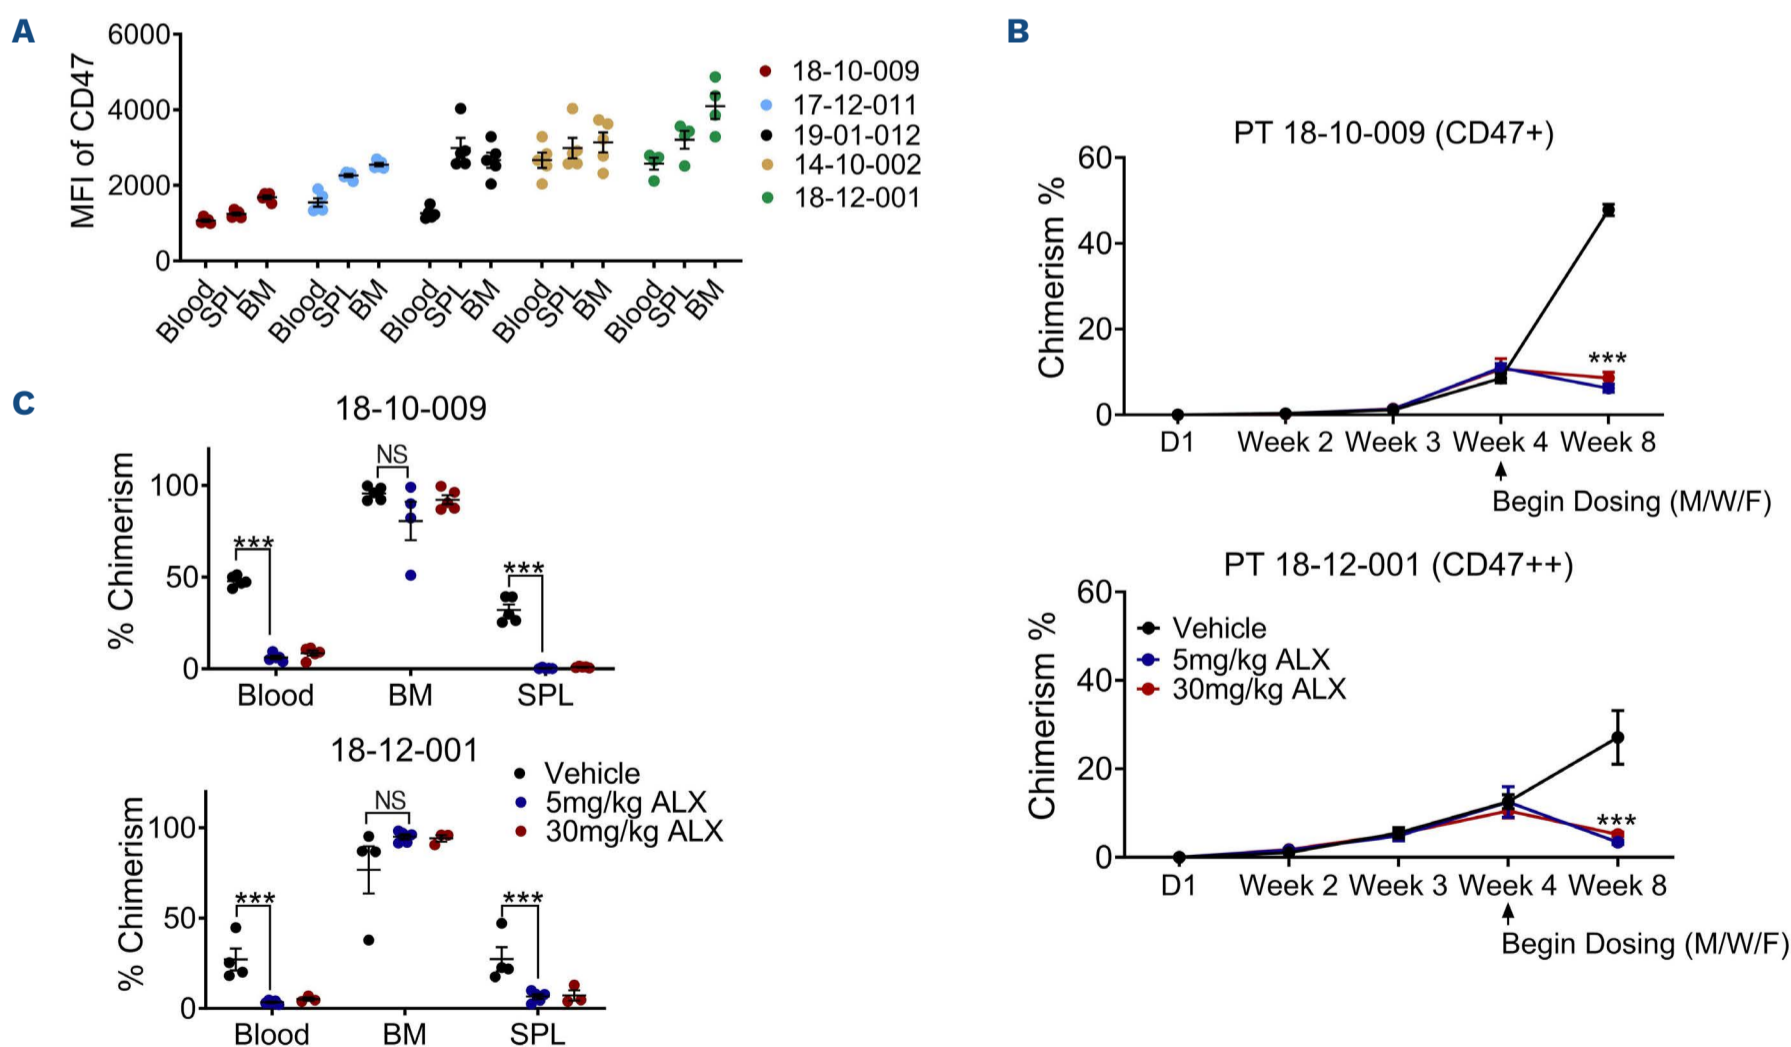 A
6000
4000
2000
0
MFI of CD47
Blood
SPL
BM
Blood
SPL
BM
Blood
SPL
BM
Blood
SPL
BM
Blood
SPL
BM
18-10-009
17-12-011
19-01-012
14-10-002
18-12-001
B
PT 18-10-009 (CD47+)
60
40
20
0
Chimerism %
***
D1
Week 2
Week 3
Week 4
Week 8
Begin Dosing (M/W/F)
PT 18-12-001 (CD47++)
60
40
20
0
Chimerism %
Vehicle
5mg/kg ALX
30mg/kg ALX
***
D1
Week 2
Week 3
Week 4
Week 8
Begin Dosing (M/W/F)
C
18-10-009
100
50
0
% Chimerism
***
NS
***
Blood
BM
SPL
18-12-001
Vehicle
5mg/kg ALX
30mg/kg ALX
100
50
0
% Chimerism
***
NS
***
Blood
BM
SPL